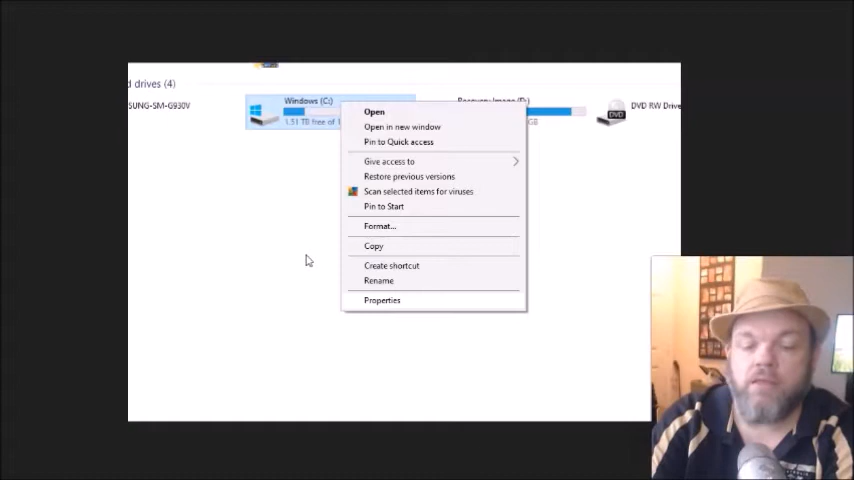 d drives (4)
SUNG-SM-G930V
Windows (C:)
1.51 TB free of 1
Recovery Image (D:)
GB
DVD RW Drive
DVD
Open
Open in new window
Pin to Quick access
Give access to
Restore previous versions
Scan selected items for viruses
Pin to Start
Format...
Copy
Create shortcut
Rename
Properties